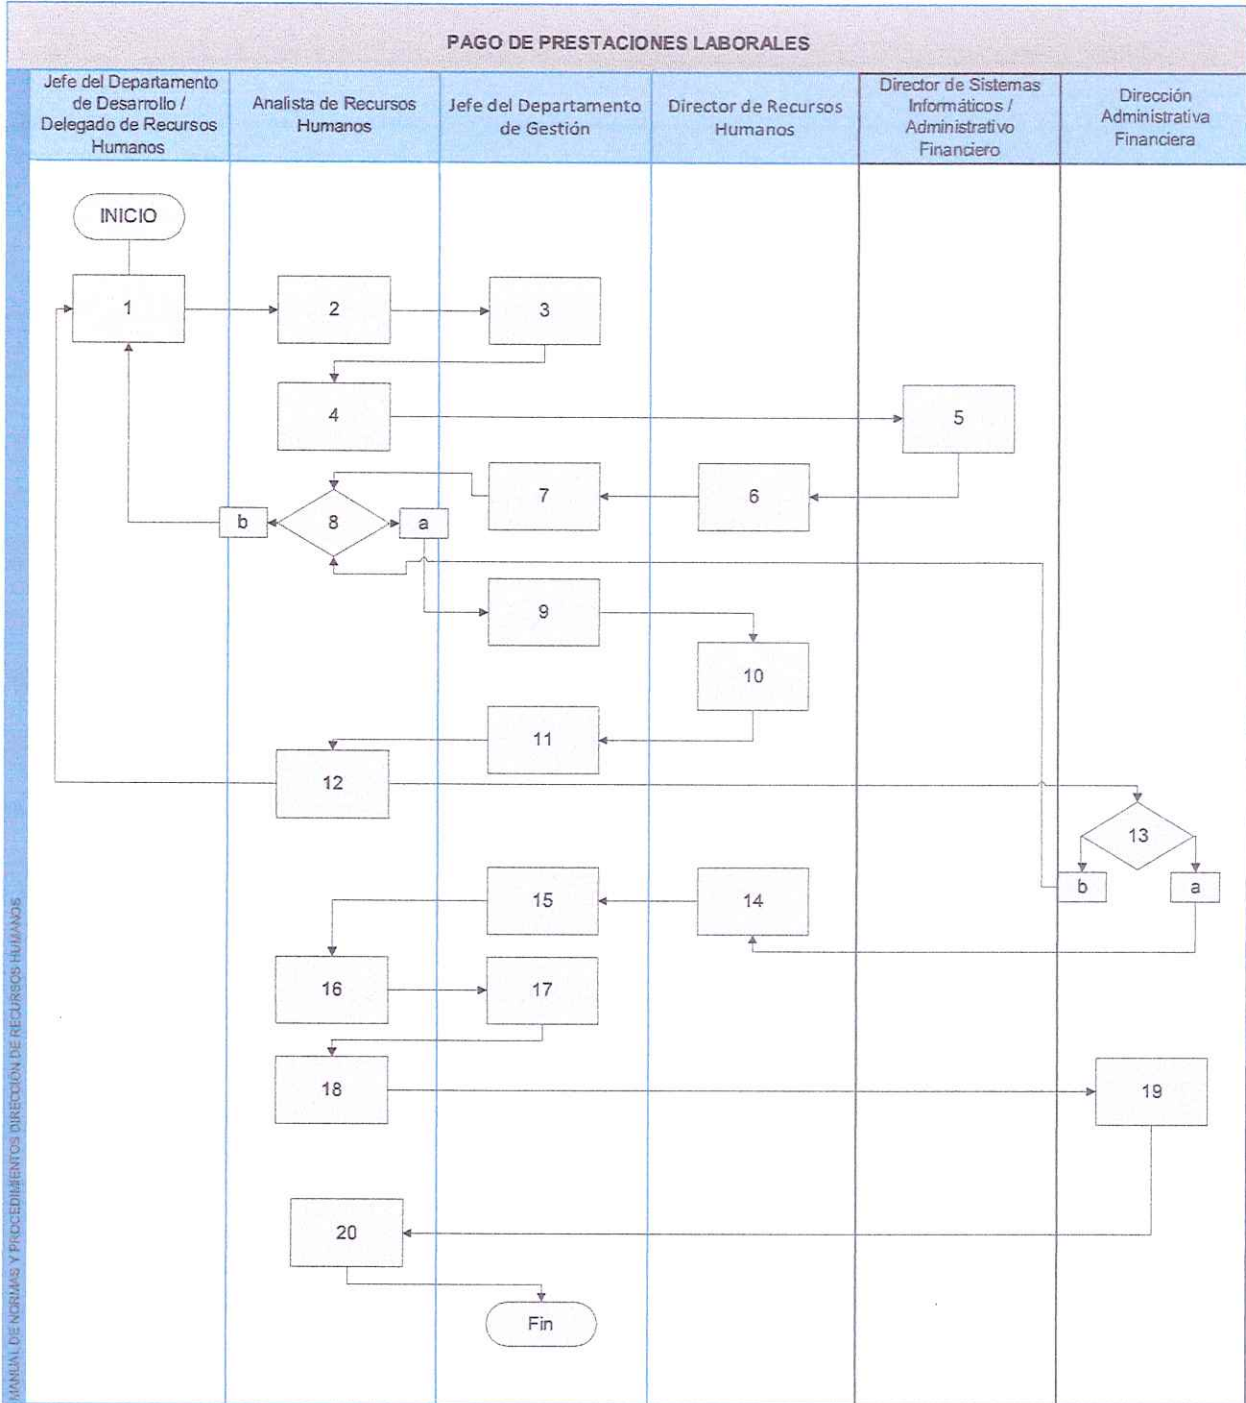 PAGO DE PRESTACIONES LABORALES
Jefe del Departamento
de Desarrollo /
Delegado de Recursos
Humanos
Analista de Recursos
Humanos
Jefe del Departamento
de Gestión
Director de Recursos
Humanos
Director de Sistemas
Informáticos /
Administrativo
Financiero
Dirección
Administrativa
Financiera
INICIO
1
2
3
4
5
7
6
b
8
a
9
10
11
12
13
b
a
15
14
16
17
18
19
20
Fin
MANUAL DE NORMAS Y PROCEDIMIENTOS DIRECCIÓN DE RECURSOS HUMANOS